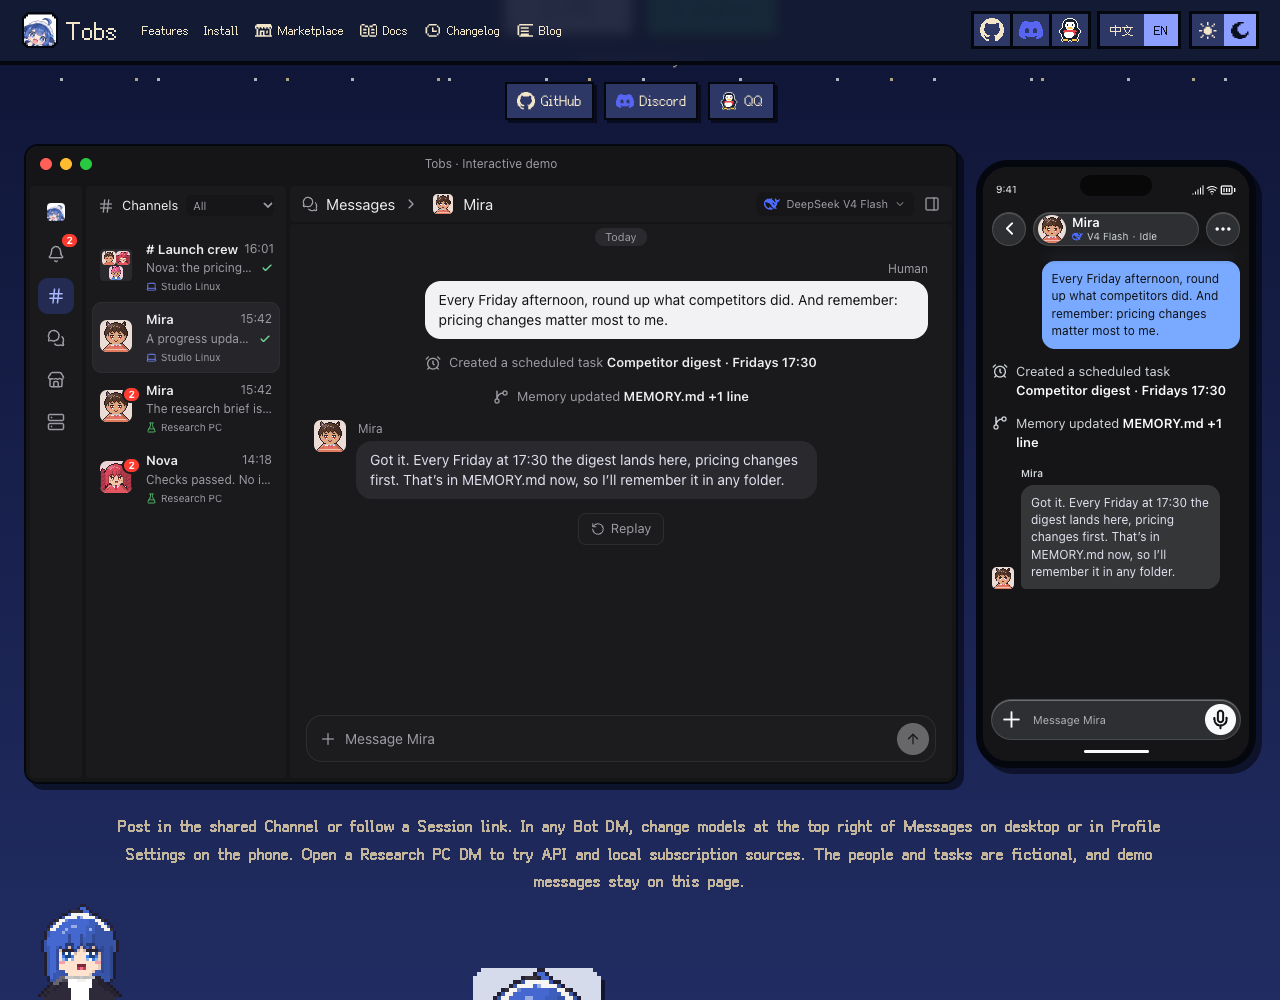 Tobs
Features
Install
Marketplace
Docs
Changelog
Blog
中文
EN
GitHub
Discord
QQ
Tobs · Interactive demo
Channels
All
2
# Launch crew 16:01
Nova: the pricing...
Studio Linux
Mira 15:42
A progress upda...
Studio Linux
2
Mira 15:42
The research brief is...
Research PC
2
Nova 14:18
Checks passed. No i...
Research PC
Messages
Mira
DeepSeek V4 Flash
Today
Human
Every Friday afternoon, round up what competitors did. And remember:
pricing changes matter most to me.
Created a scheduled task Competitor digest · Fridays 17:30
Memory updated MEMORY.md +1 line
Mira
Got it. Every Friday at 17:30 the digest lands here, pricing changes
first. That’s in MEMORY.md now, so I’ll remember it in any folder.
Replay
Message Mira
9:41
Mira
V4 Flash · Idle
Every Friday afternoon, round
up what competitors did. And
remember: pricing changes
matter most to me.
Created a scheduled task
Competitor digest · Fridays 17:30
Memory updated MEMORY.md +1
line
Mira
Got it. Every Friday at 17:30 the
digest lands here, pricing
changes first. That’s in
MEMORY.md now, so I’ll
remember it in any folder.
Message Mira
Post in the shared Channel or follow a Session link. In any Bot DM, change models at the top right of Messages on desktop or in Profile
Settings on the phone. Open a Research PC DM to try API and local subscription sources. The people and tasks are fictional, and demo
messages stay on this page.